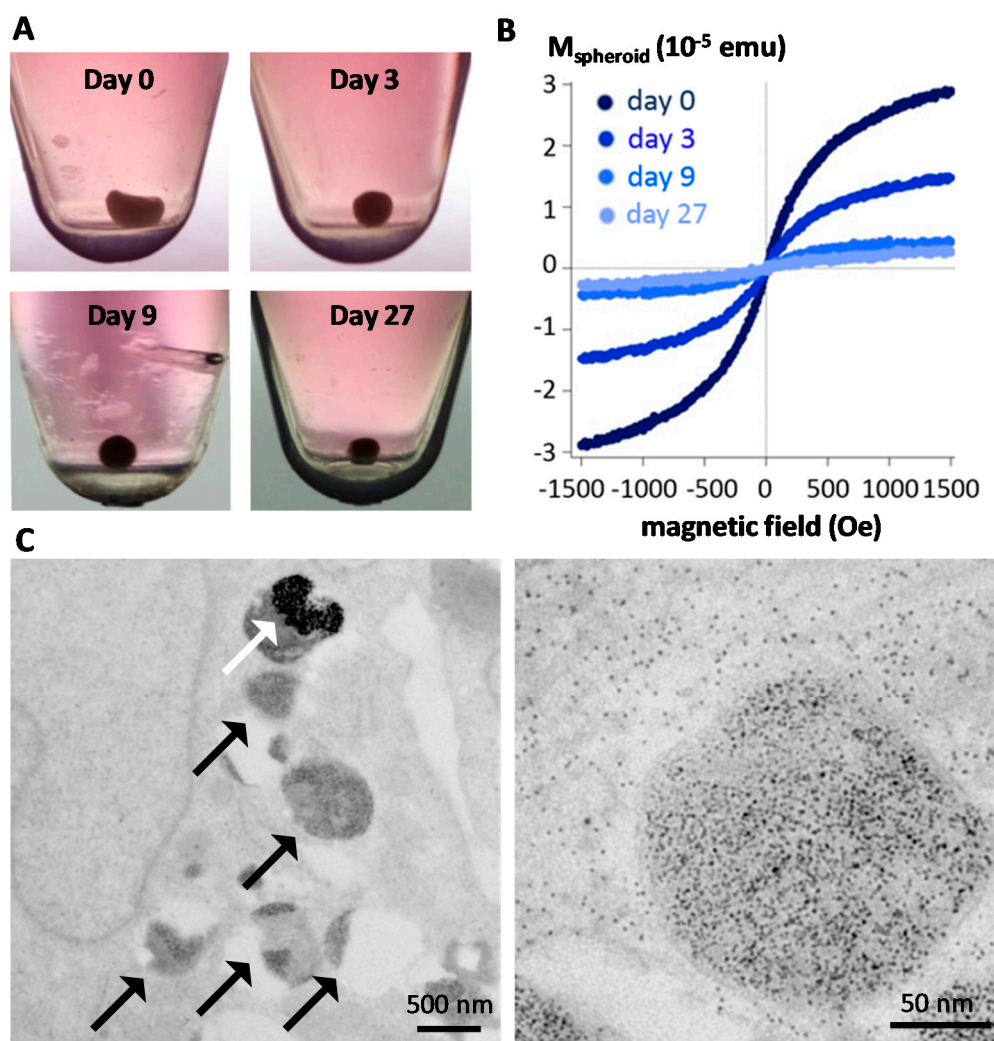 A
Day 0
Day 3
Day 9
Day 27
B
Mspheroid (10-5 emu)
3
2
1
0
-1
-2
-3
day 0
day 3
day 9
day 27
-1500 -1000 -500 0 500 1000 1500
magnetic field (Oe)
C
500 nm
50 nm